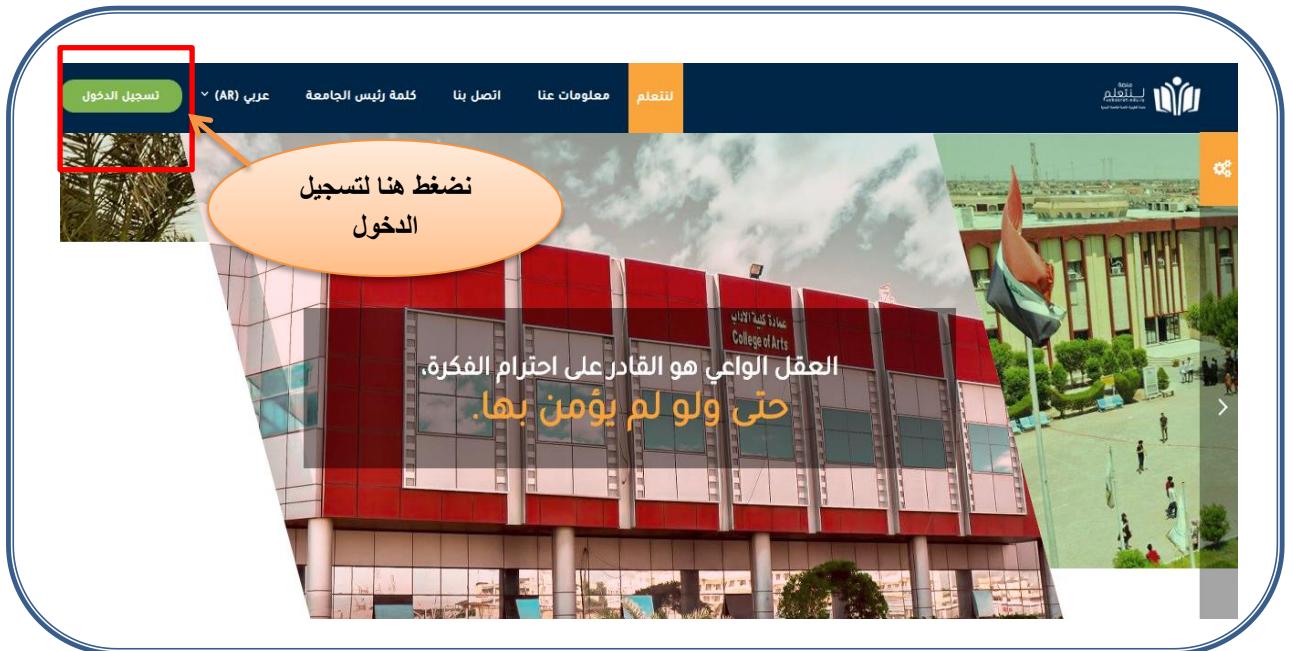 منصة
لنتعلم
لنتعلم
معلومات عنا
اتصل بنا
كلمة رئيس الجامعة
عربي (AR)
تسجيل الدخول
نضغط هنا لتسجيل
الدخول
عمادة كلية الاداب
College of Arts
العقل الواعي هو القادر على احترام الفكرة،
حتى ولو لم يؤمن بها.